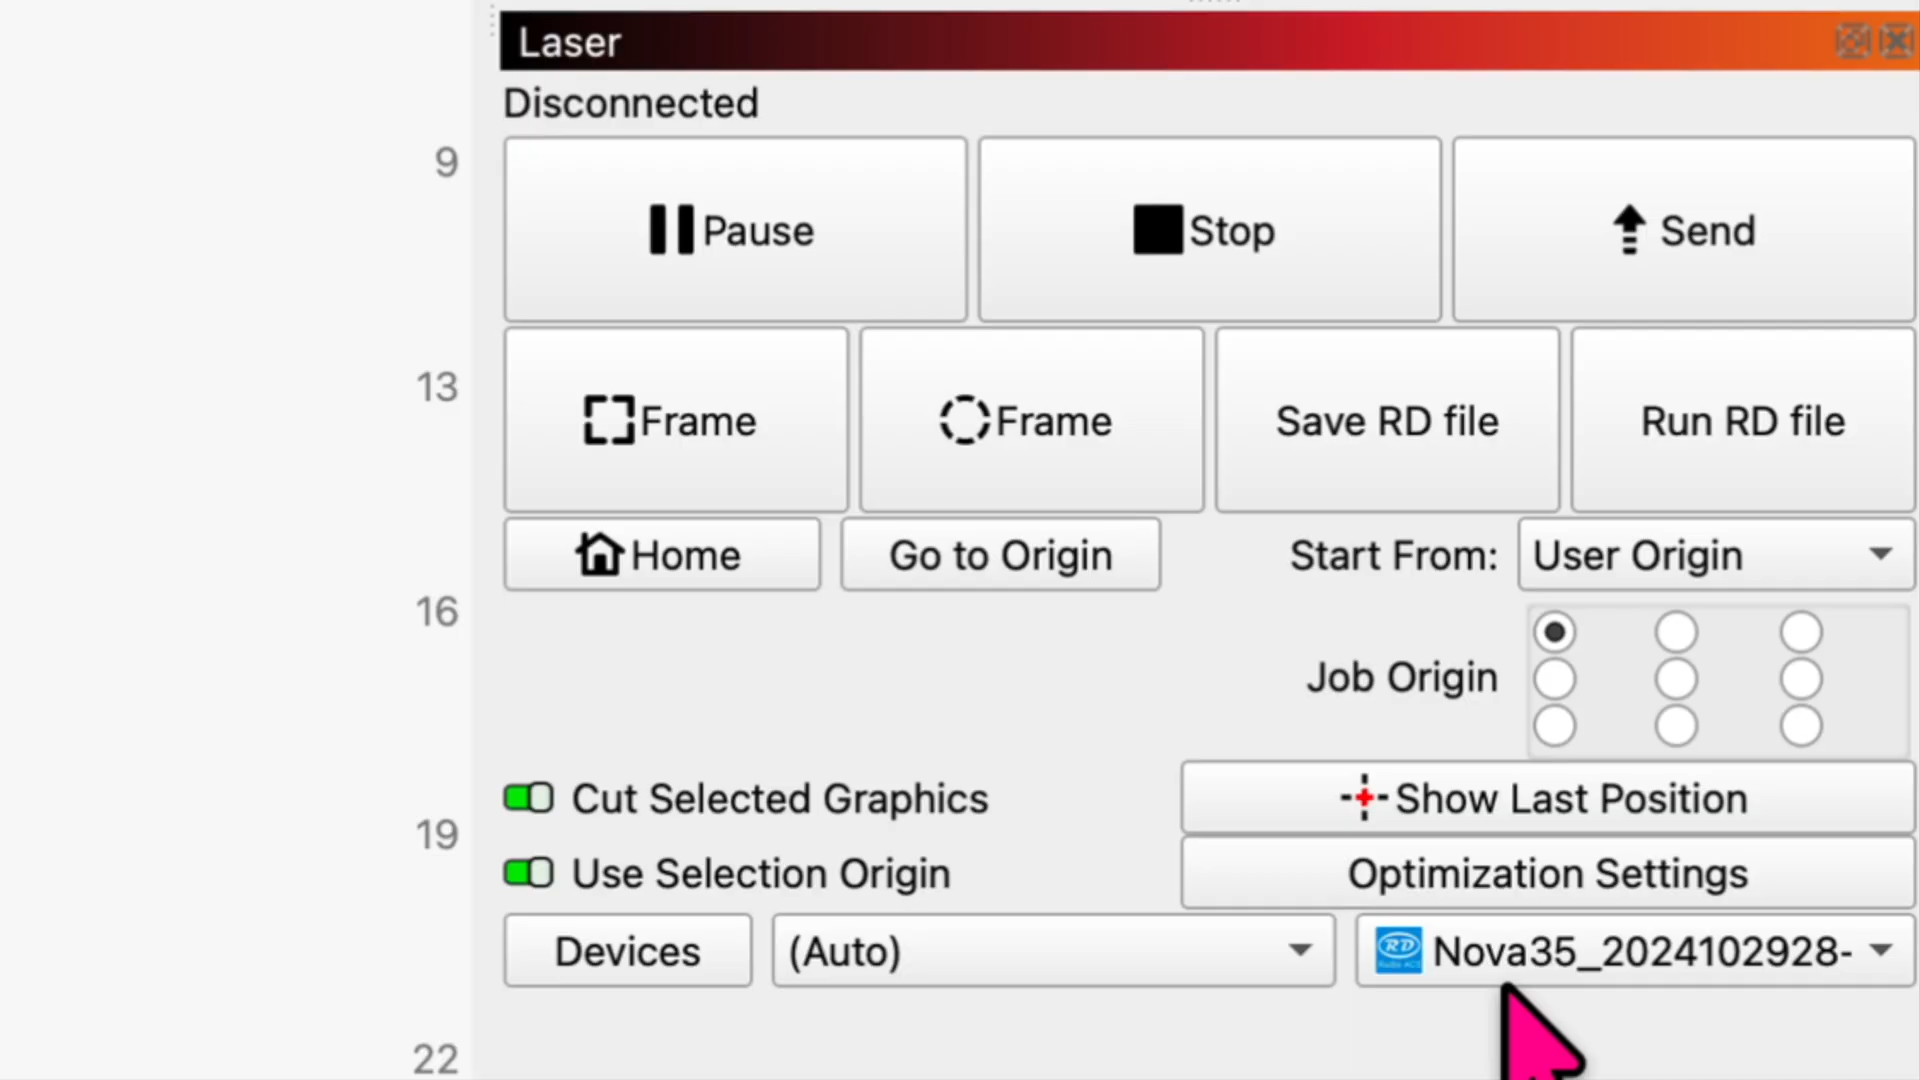 Laser
Disconnected
9
Pause Stop Send
13
Frame Frame Save RD file Run RD file
Home Go to Origin Start From: User Origin
16
Job Origin
Cut Selected Graphics Show Last Position
19
Use Selection Origin Optimization Settings
Devices (Auto) RD Nova35_2024102928-
22